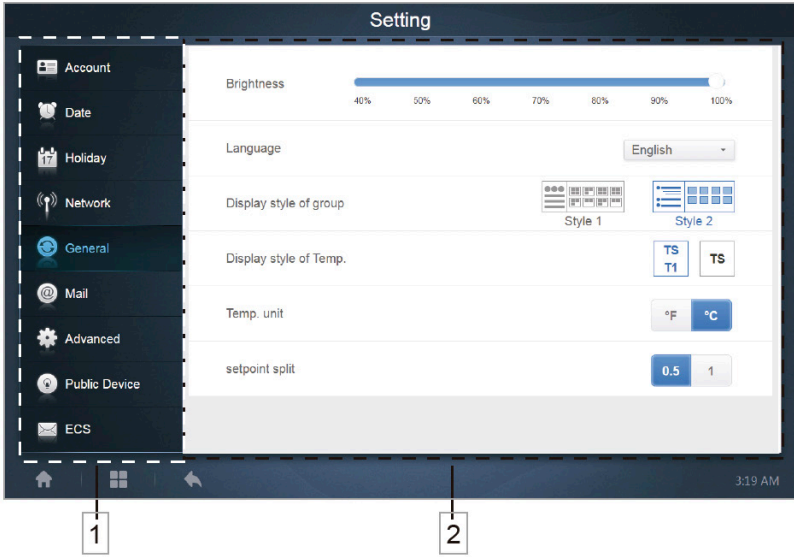 Setting
Account
Date
Holiday
17
Network
General
Mail
Advanced
Public Device
ECS
Brightness
40% 50% 60% 70% 80% 90% 100%
Language
English
Display style of group
Style 1
Style 2
Display style of Temp.
TS
T1
TS
Temp. unit
°F °C
setpoint split
0.5 1
3:19 AM
1
2